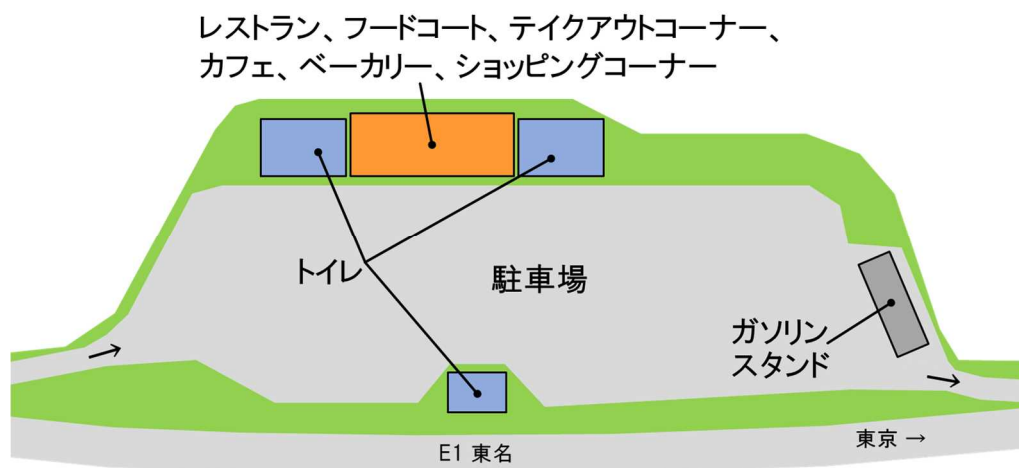 レストラン、フードコート、テイクアウトコーナー、
カフェ、ベーカリー、ショッピングコーナー
トイレ
駐車場
ガソリン
スタンド
→
→
E1 東名
東京 →